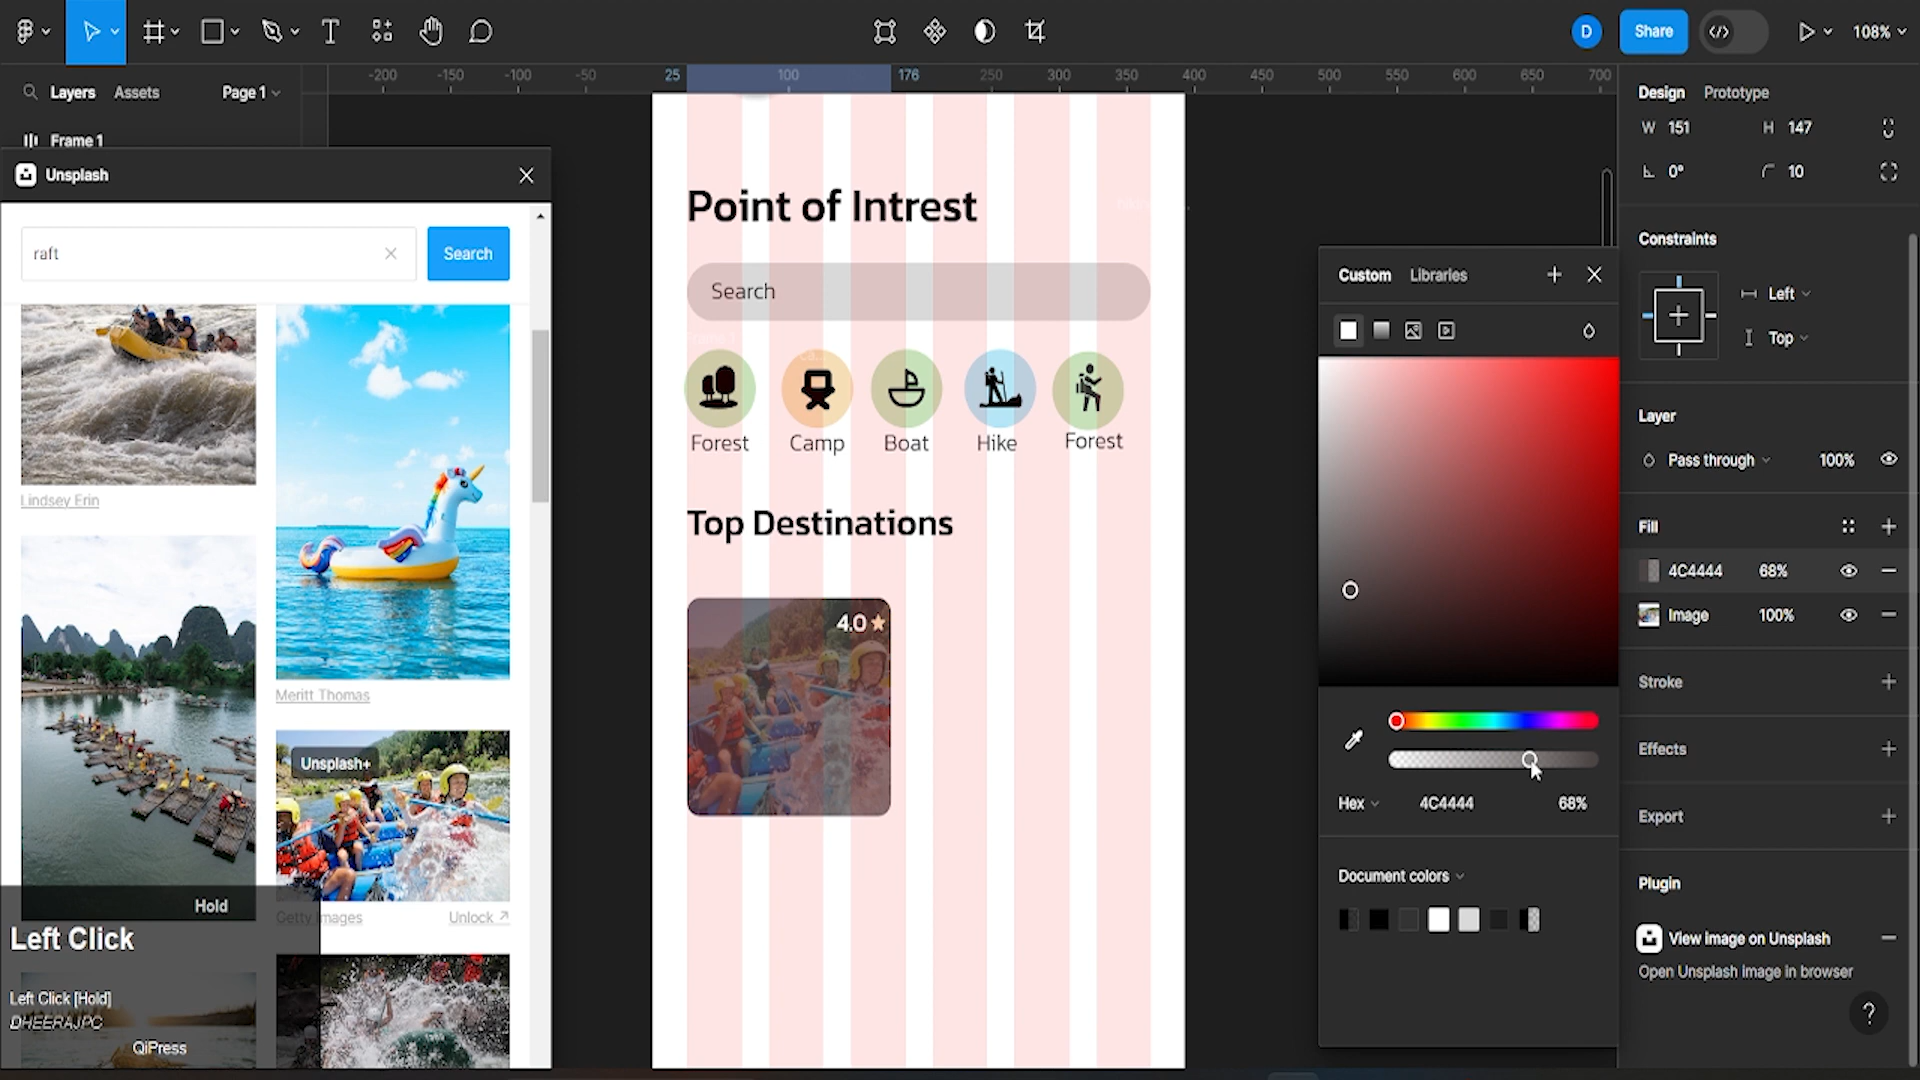 D
Share
108%
Layers
Assets
Page 1
-200
-150
-100
-50
25
100
176
250
300
350
400
450
500
550
600
650
700
Design
Prototype
Frame 1
W 151
H 147
0°
10
Unsplash
raft
Search
Lindsey Erin
Meritt Thomas
Unsplash+
Getty Images
Unlock ↗
Hold
Left Click
Left Click [Hold]
DHEERAJPC
QiPress
Point of Intrest
Search
Forest
Camp
Boat
Hike
Forest
Top Destinations
4.0
Custom
Libraries
Hex
4C4444
68%
Document colors
Constraints
Left
Top
Layer
Pass through
100%
Fill
4C4444
68%
Image
100%
Stroke
Effects
Export
Plugin
View image on Unsplash
Open Unsplash image in browser
?